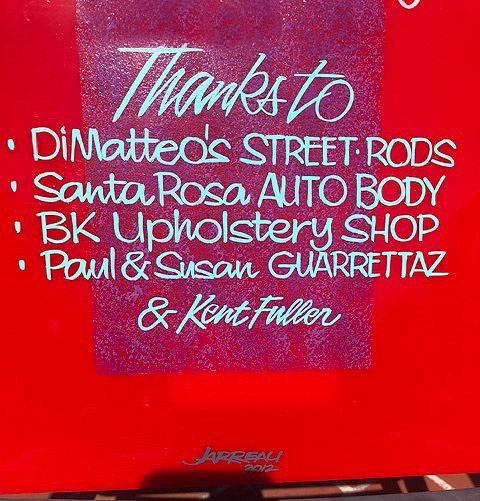 Thanks to
• DiMatteo's STREET·RODS
• Santa Rosa AUTO BODY
• BK Upholstery SHOP
• Paul & Susan GUARRETTAZ
& Kent Fuller
JARREAU
2012